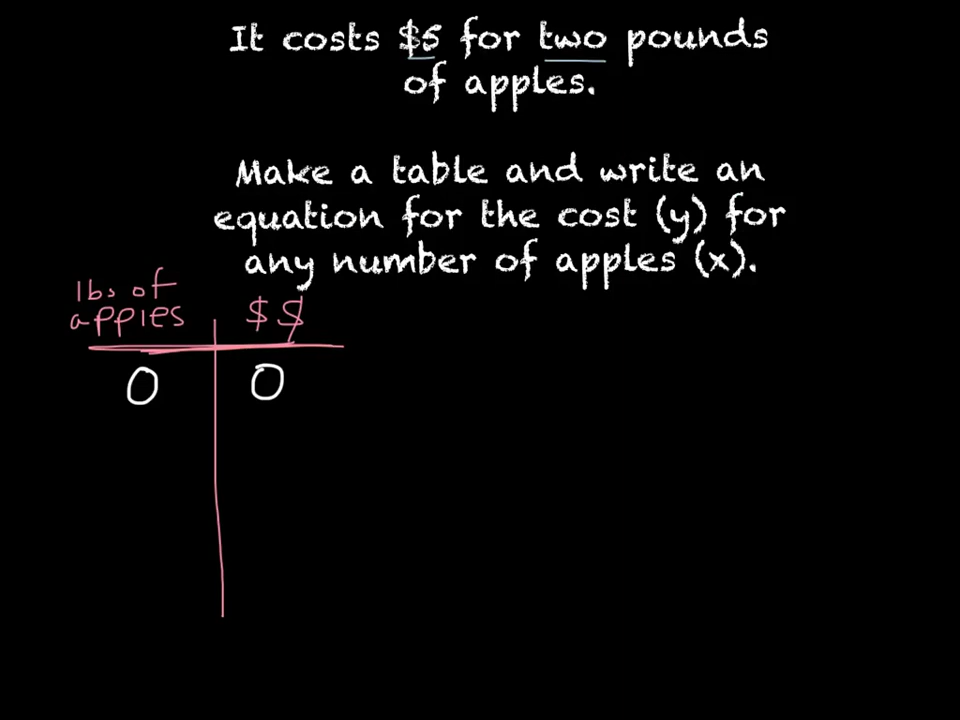 It costs $5 for two pounds
of apples.
Make a table and write an
equation for the cost (y) for
any number of apples (x).
lbs of
apples $$
0 0